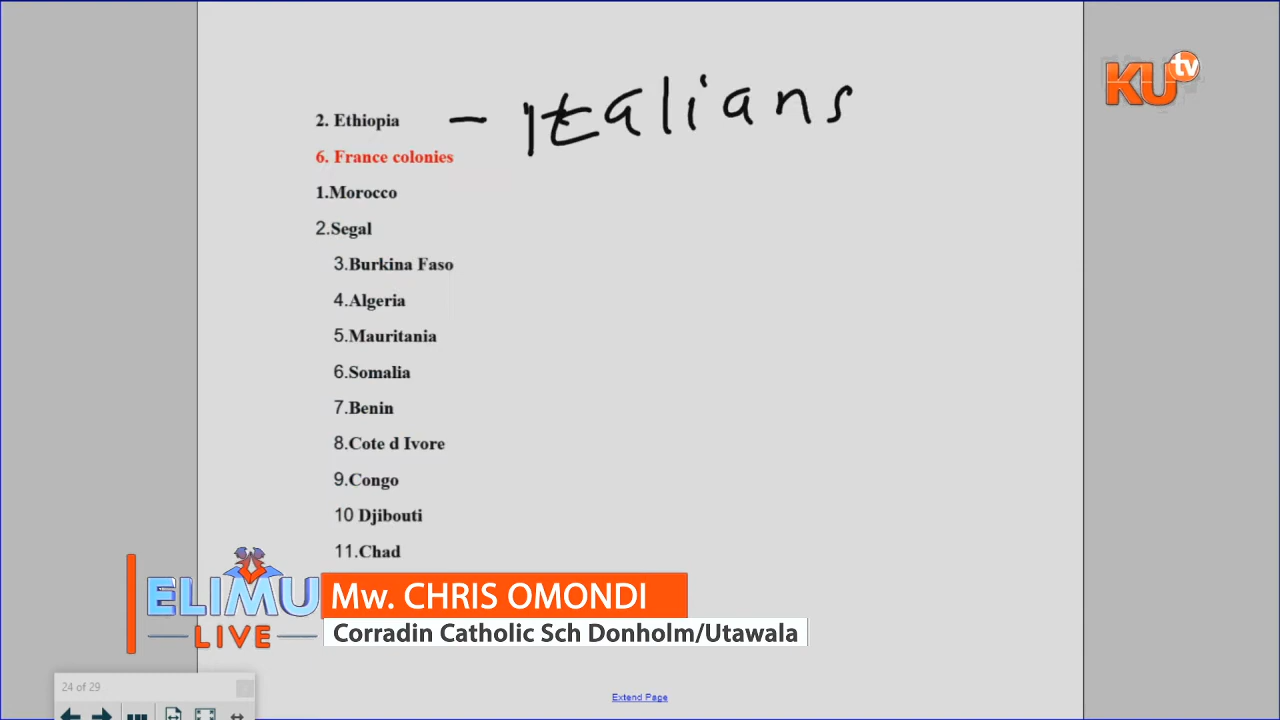 KU tv
2. Ethiopia – Italians
6. France colonies
1.Morocco
2.Segal
3.Burkina Faso
4.Algeria
5.Mauritania
6.Somalia
7.Benin
8.Cote d Ivore
9.Congo
10 Djibouti
11.Chad
ELIMU
LIVE
Mw. CHRIS OMONDI
Corradin Catholic Sch Donholm/Utawala
24 of 29
Extend Page